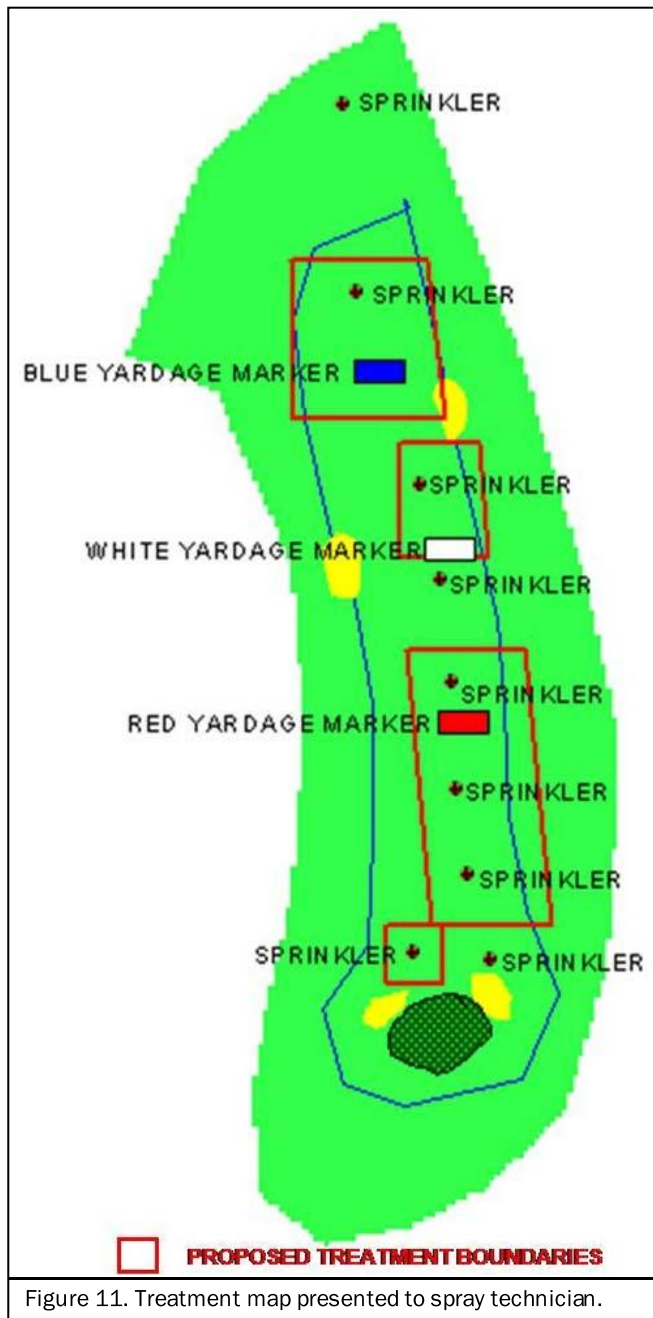 SPRINKLER
SPRINKLER
BLUE YARDAGE MARKER
SPRINKLER
WHITE YARDAGE MARKER
SPRINKLER
SPRINKLER
RED YARDAGE MARKER
SPRINKLER
SPRINKLER
SPRINKLER
SPRINKLER
PROPOSED TREATMENT BOUNDARIES
Figure 11. Treatment map presented to spray technician.